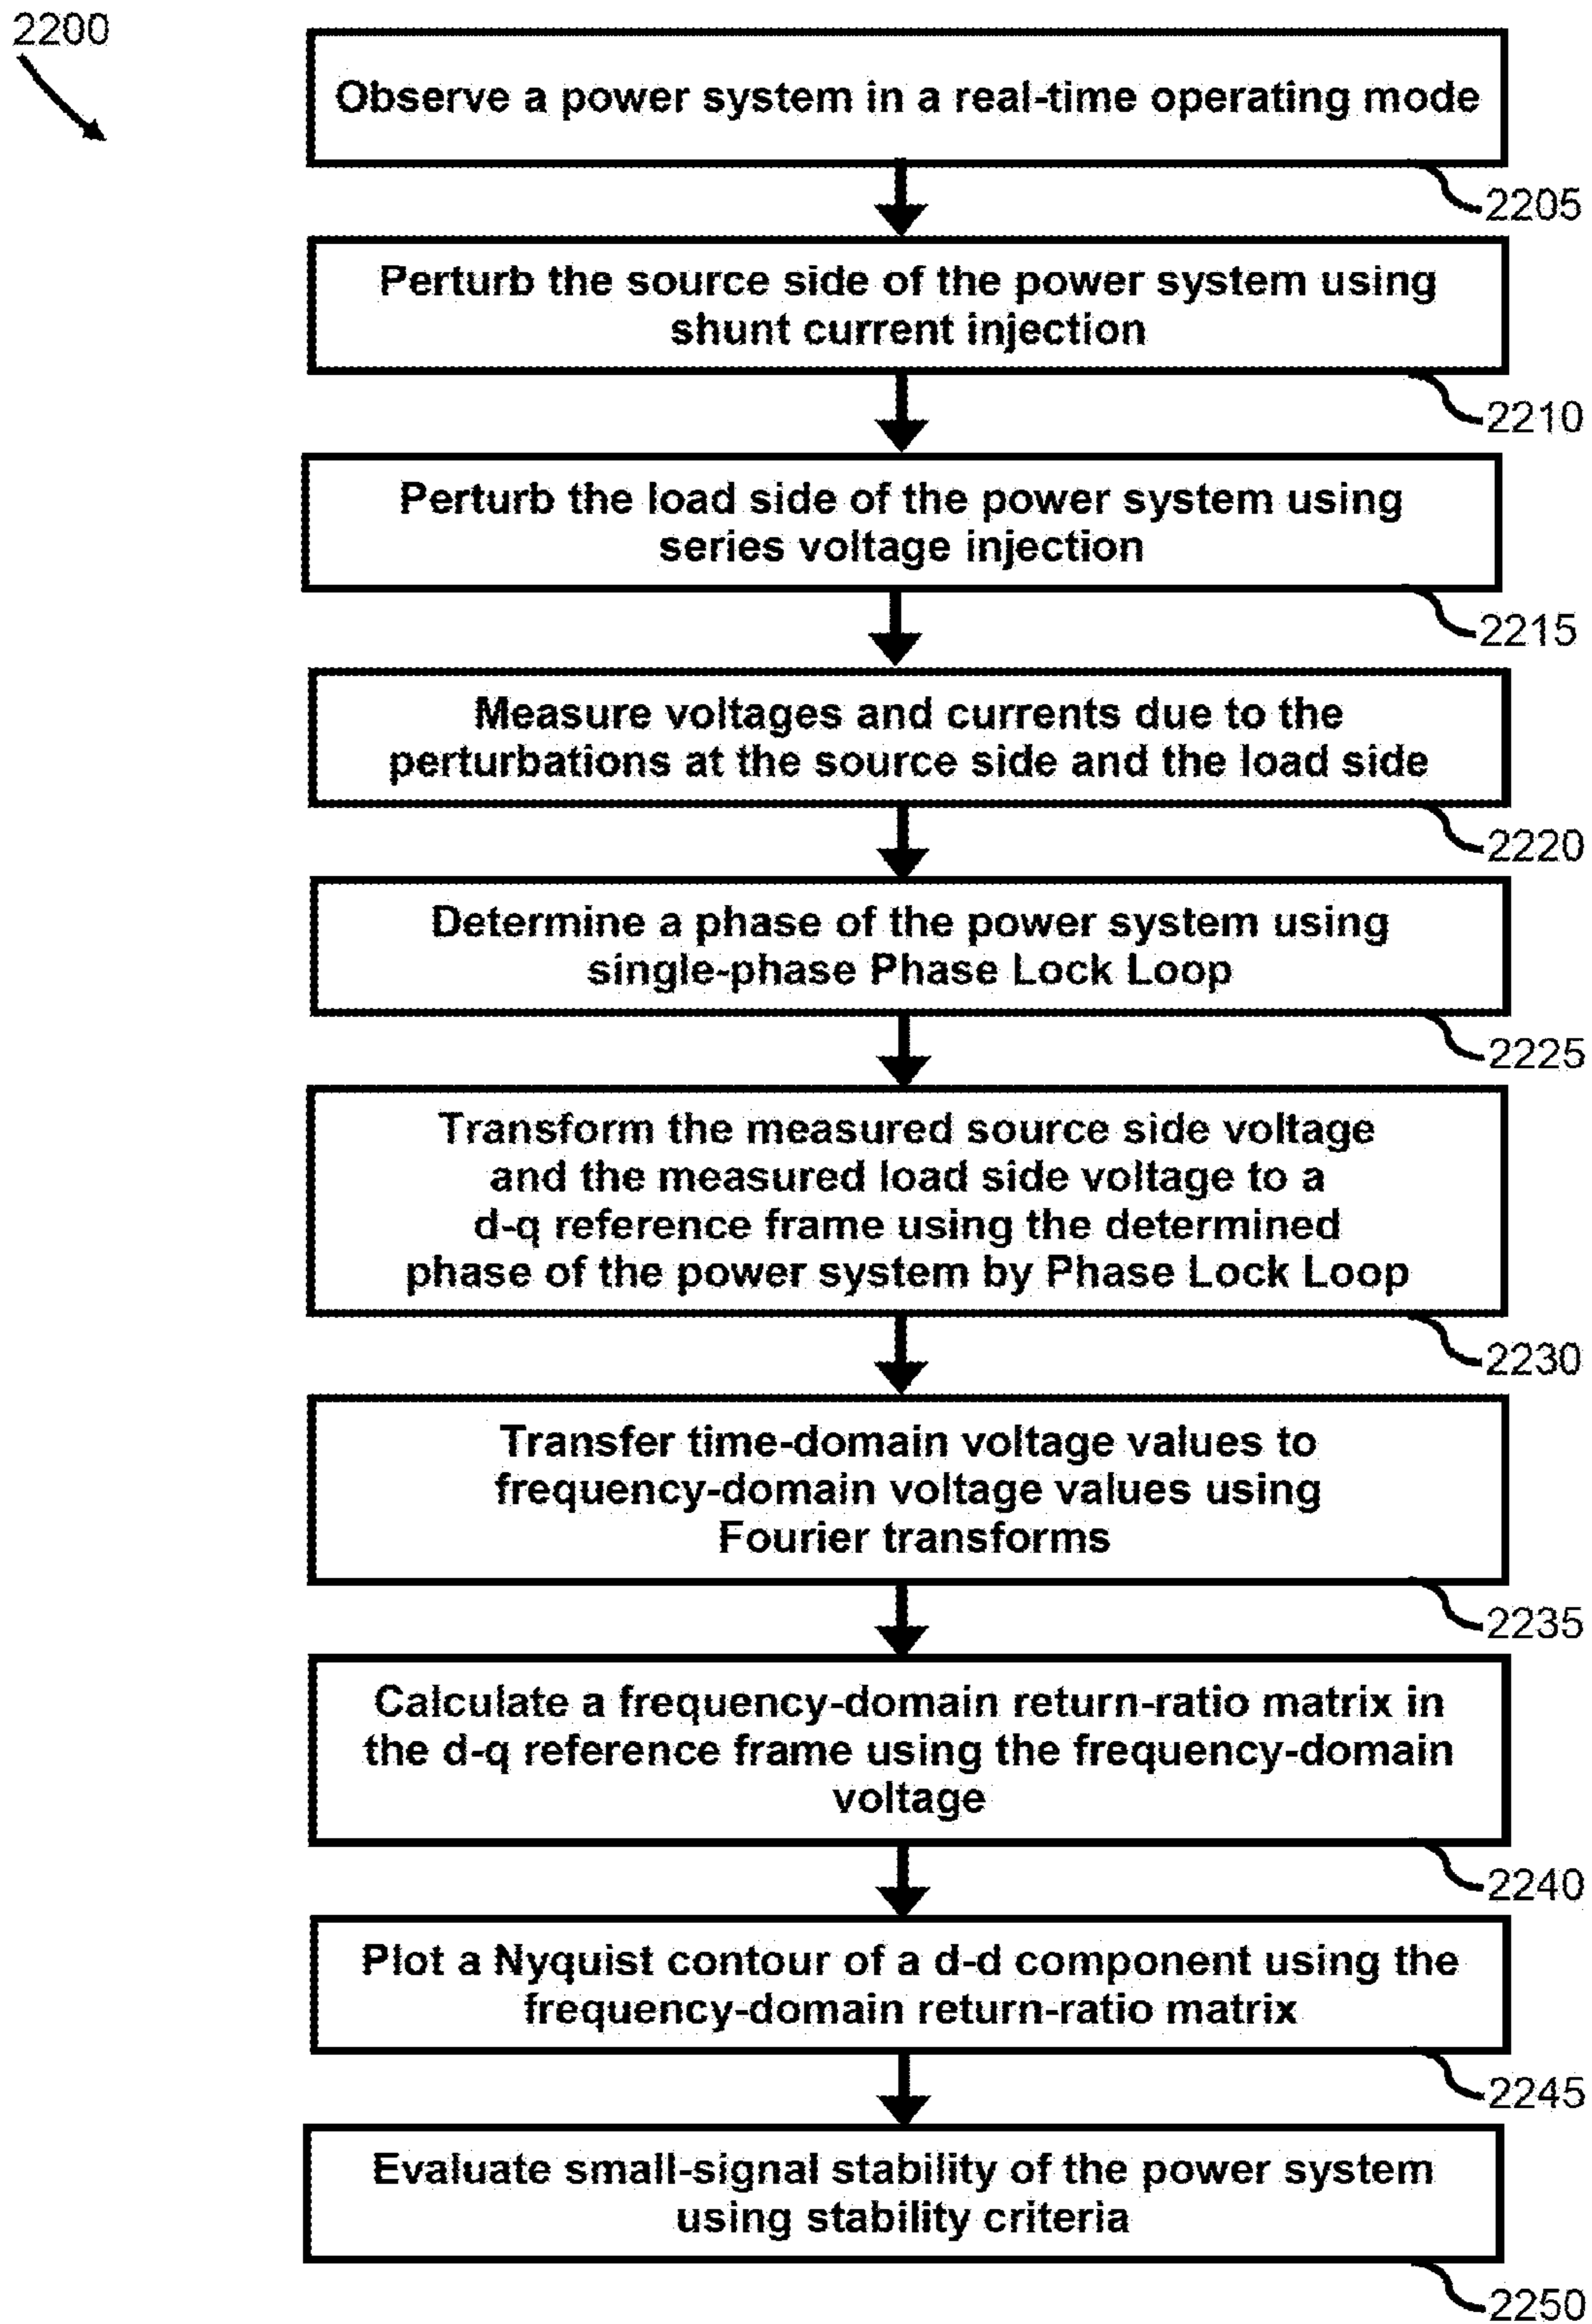 2200
Observe a power system in a real-time operating mode
2205
Perturb the source side of the power system using
shunt current injection
2210
Perturb the load side of the power system using
series voltage injection
2215
Measure voltages and currents due to the
perturbations at the source side and the load side
2220
Determine a phase of the power system using
single-phase Phase Lock Loop
2225
Transform the measured source side voltage
and the measured load side voltage to a
d-q reference frame using the determined
phase of the power system by Phase Lock Loop
2230
Transfer time-domain voltage values to
frequency-domain voltage values using
Fourier transforms
2235
Calculate a frequency-domain return-ratio matrix in
the d-q reference frame using the frequency-domain
voltage
2240
Plot a Nyquist contour of a d-d component using the
frequency-domain return-ratio matrix
2245
Evaluate small-signal stability of the power system
using stability criteria
2250